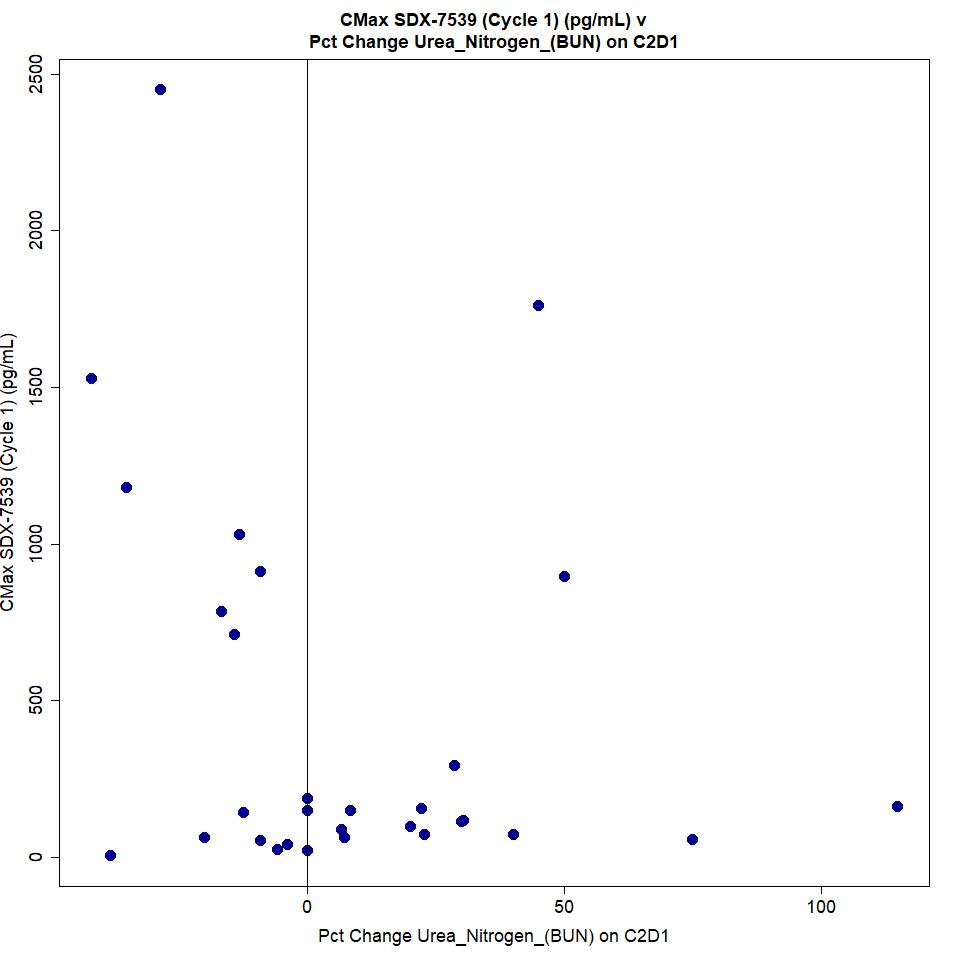 CMax SDX-7539 (Cycle 1) (pg/mL) v
Pct Change Urea_Nitrogen_(BUN) on C2D1
2500
2000
1500
1000
500
0
CMax SDX-7539 (Cycle 1) (pg/mL)
0 50 100
Pct Change Urea_Nitrogen_(BUN) on C2D1